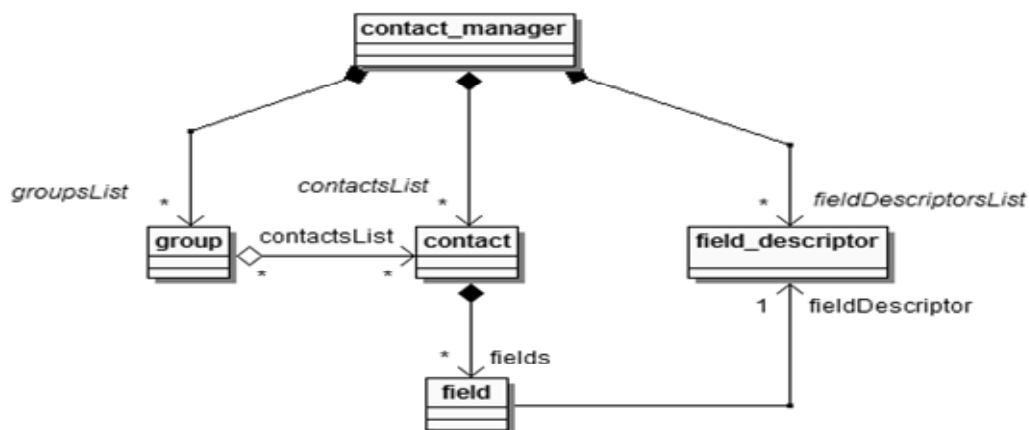 contact_manager
groupsList
*
contactsList
*
*
fieldDescriptorsList
group
contactsList
*
*
contact
field_descriptor
1
fieldDescriptor
*
fields
field